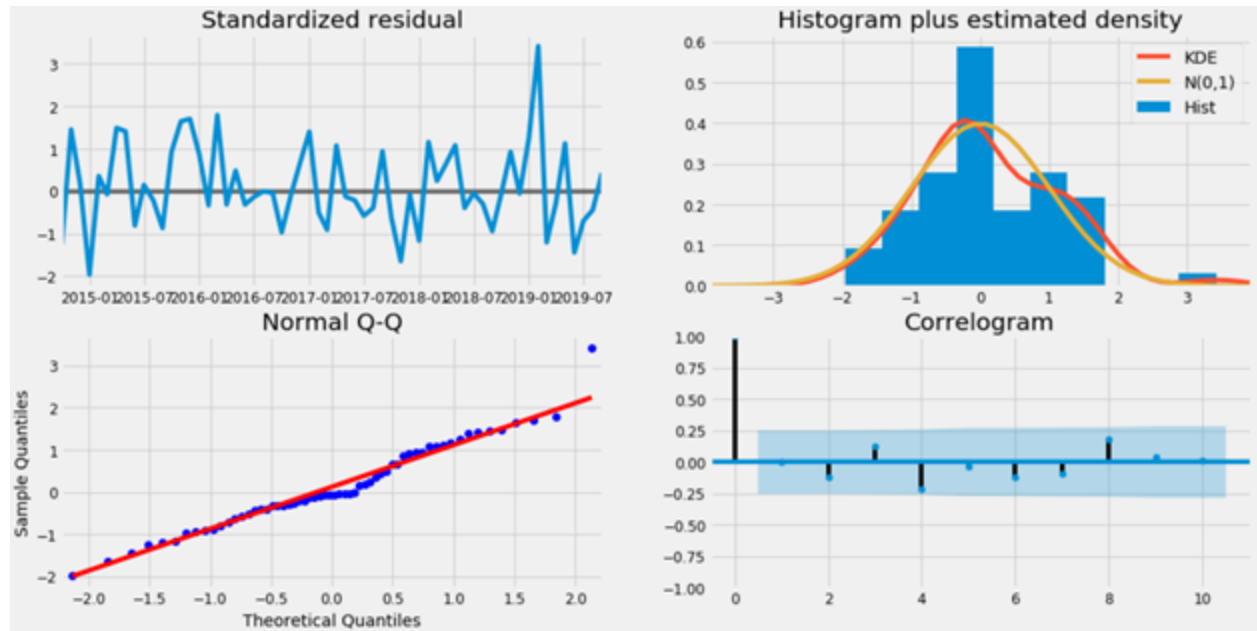 Standardized residual
3
2
1
0
−1
−2
2015-01 2015-07 2016-01 2016-07 2017-01 2017-07 2018-01 2018-07 2019-01 2019-07
Histogram plus estimated density
0.6
0.5
0.4
0.3
0.2
0.1
0.0
KDE
N(0,1)
Hist
−3 −2 −1 0 1 2 3
Normal Q-Q
Sample Quantiles
3
2
1
0
−1
−2
−2.0 −1.5 −1.0 −0.5 0.0 0.5 1.0 1.5 2.0
Theoretical Quantiles
Correlogram
1.00
0.75
0.50
0.25
0.00
−0.25
−0.50
−0.75
−1.00
0 2 4 6 8 10